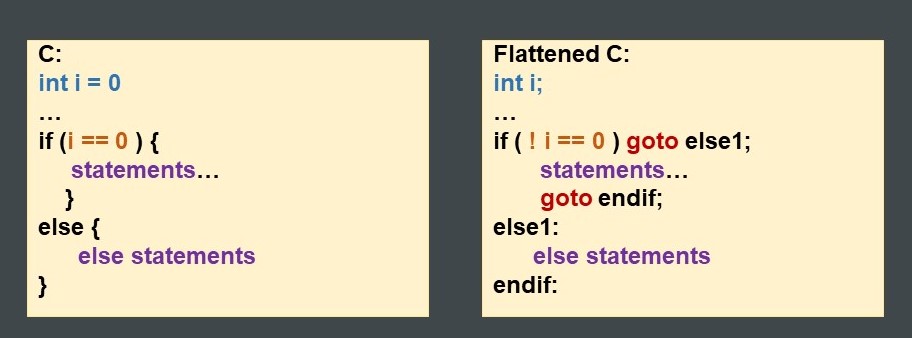 C:
int i = 0
…
if (i == 0 ) {
statements…
}
else {
else statements
}
Flattened C:
int i;
…
if ( ! i == 0 ) goto else1;
statements…
goto endif;
else1:
else statements
endif: